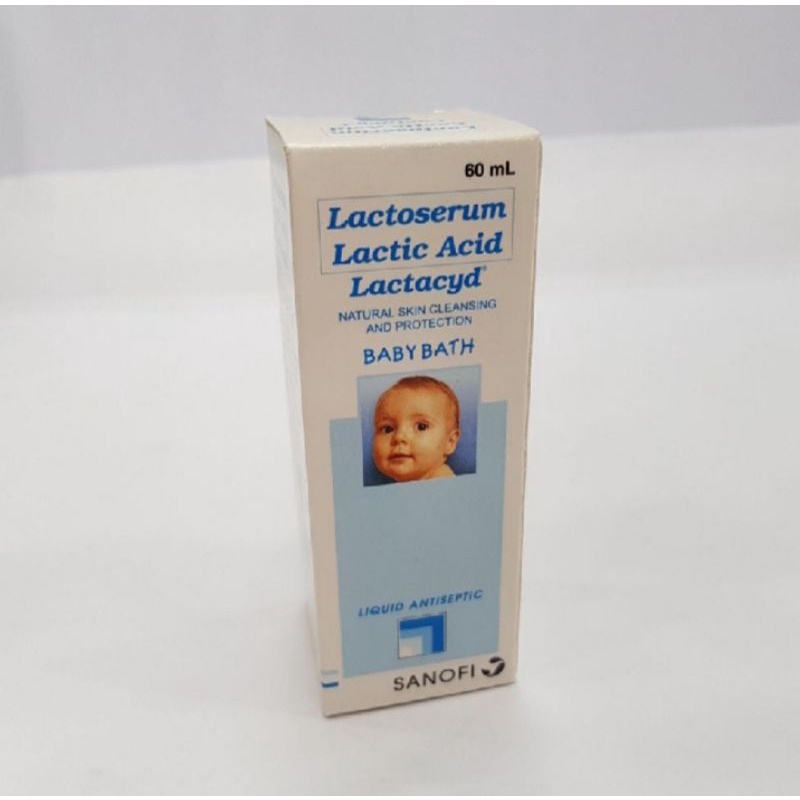 60 mL
Lactoserum
Lactic Acid
Lactacyd®
NATURAL SKIN CLEANSING
AND PROTECTION
BABY BATH
LIQUID ANTISEPTIC
SANOFI